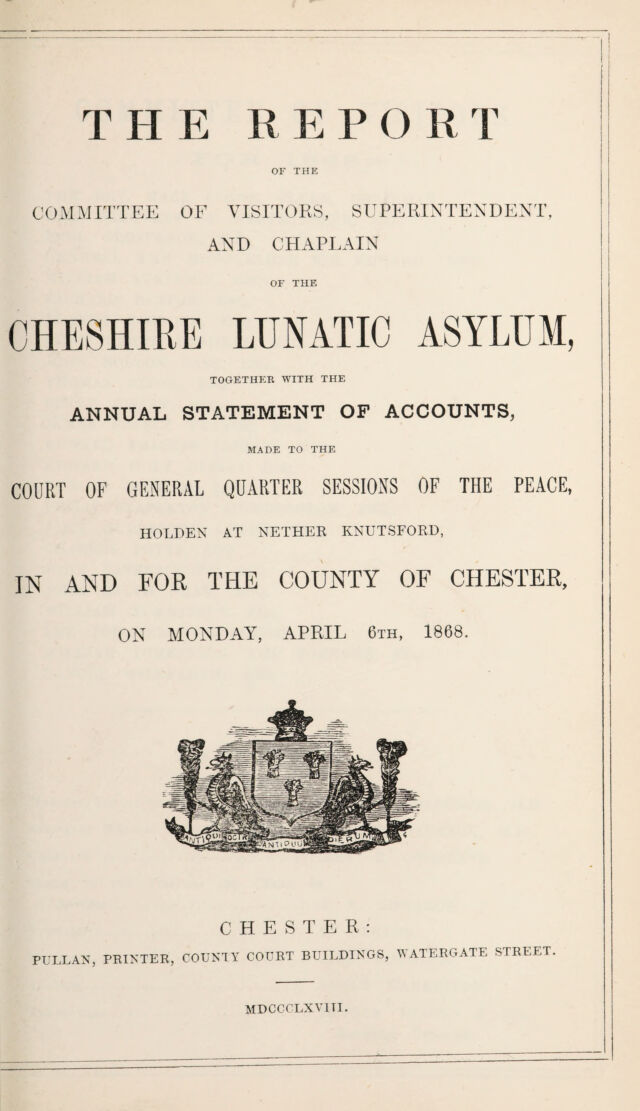 THE REPORT
OF THE
COMMITTEE OF VISITORS, SUPERINTENDENT,
AND CHAPLAIN
OF THE
CHESHIRE LUNATIC ASYLUM,
TOGETHER WITH THE
ANNUAL STATEMENT OF ACCOUNTS,
MADE TO THE
COURT OF GENERAL QUARTER SESSIONS OF THE PEACE,
HOLDEN AT NETHER KNUTSFORD,
IN AND FOR THE COUNTY OF CHESTER,
ON MONDAY, APRIL 6TH, 1868.
DIERUM
CHESTER:
PULLAN, PRINTER, COUNTY COURT BUILDINGS, WATERGATE STREET.
MDCCCLXVIII.